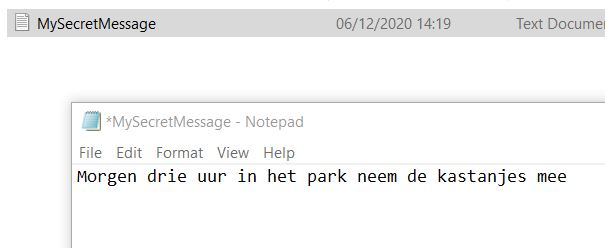 MySecretMessage 06/12/2020 14:19 Text Docume
*MySecretMessage - Notepad
File Edit Format View Help
Morgen drie uur in het park neem de kastanjes mee